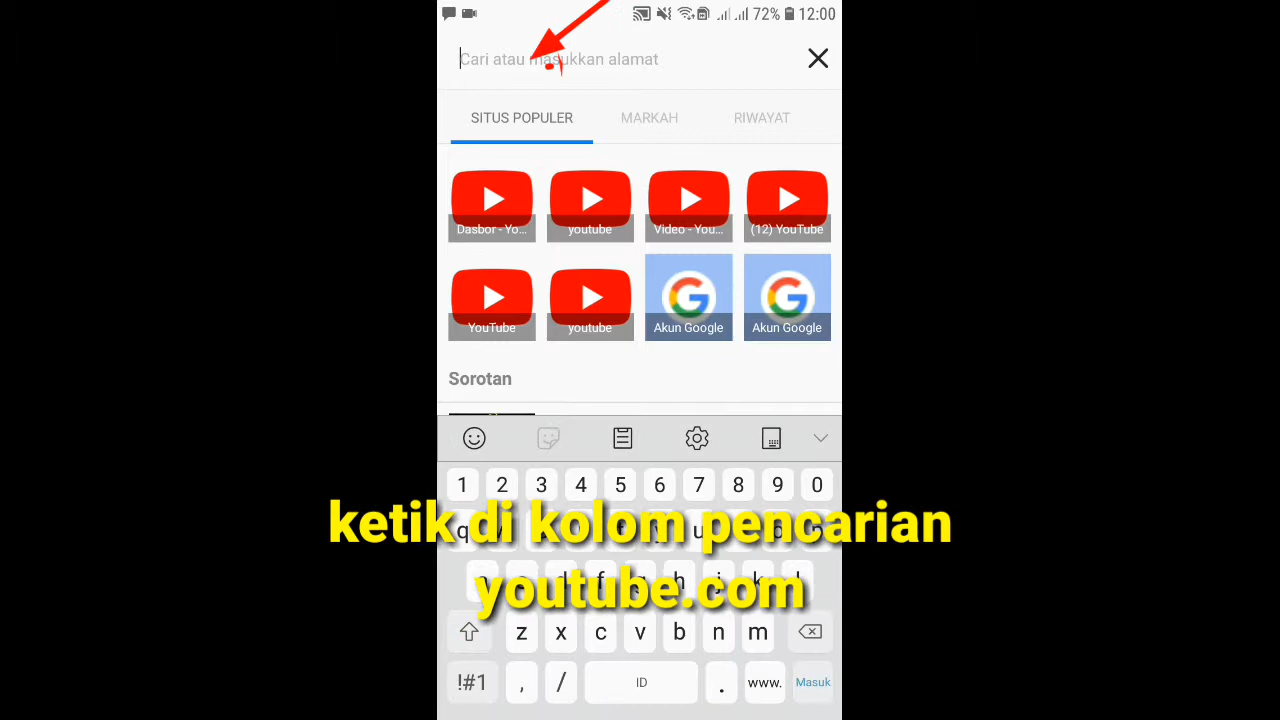 72% 12:00
Cari atau masukkan alamat
SITUS POPULER MARKAH RIWAYAT
Dasbor - Yo... youtube Video - You... (12) YouTube
YouTube youtube Akun Google Akun Google
Sorotan
1 2 3 4 5 6 7 8 9 0
ketik di kolom pencarian
youtube.com
z x c v b n m
!#1 , / ID . www. Masuk